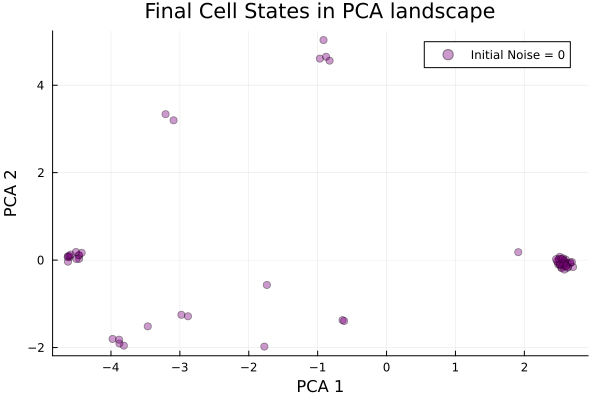 Final Cell States in PCA landscape
Initial Noise = 0
PCA 2
4
2
0
−2
−4
−3
−2
−1
0
1
2
PCA 1